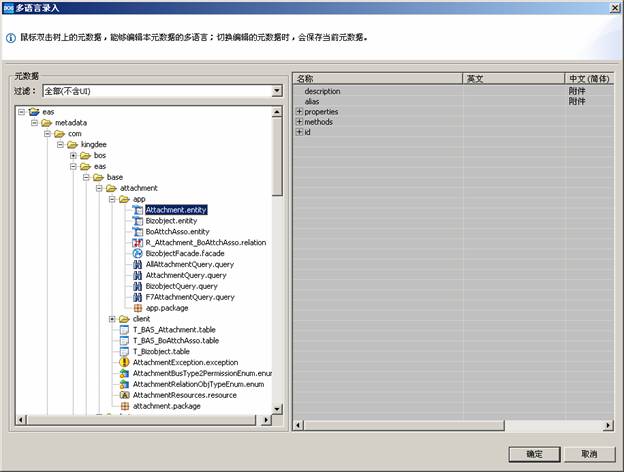 BOS 多语言录入
鼠标双击树上的元数据，能够编辑本元数据的多语言；切换编辑的元数据时，会保存当前元数据。
元数据
过滤： 全部(不含UI)
eas
metadata
com
kingdee
bos
eas
base
attachment
app
Attachment.entity
Bizobject.entity
BoAttchAsso.entity
R_Attachment_BoAttchAsso.relation
BizobjectFacade.facade
AllAttachmentQuery.query
AttachmentQuery.query
BizobjectQuery.query
F7AttachmentQuery.query
app.package
client
T_BAS_Attachment.table
T_BAS_BoAttchAsso.table
T_Bizobject.table
AttachmentException.exception
AttachmentBusType2PermissionEnum.enum
AttachmentRelationObjTypeEnum.enum
AttachmentResources.resource
attachment.package
名称 英文 中文(简体)
description 附件
alias 附件
properties
methods
id
确定 取消